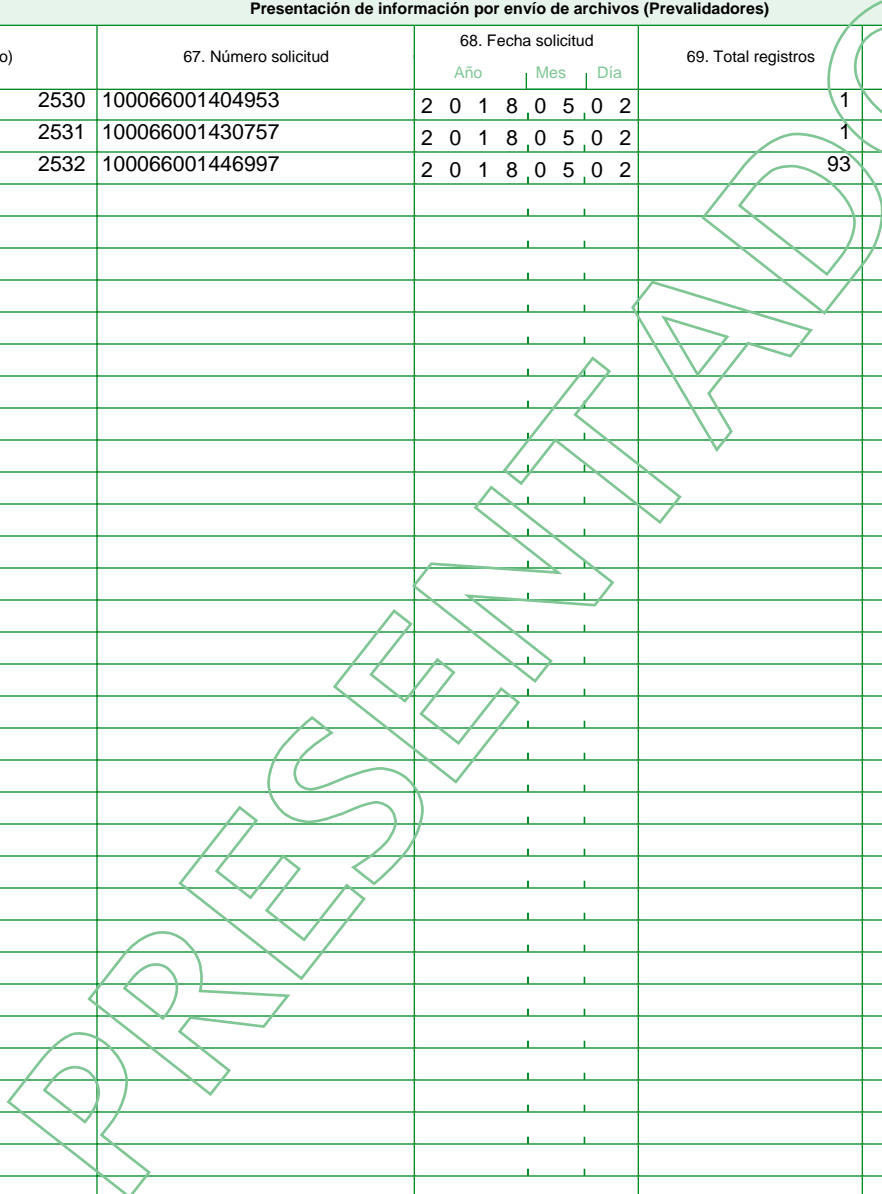 Presentación de información por envío de archivos (Prevalidadores)
o) 67. Número solicitud 68. Fecha solicitud 69. Total registros
Año Mes Día
2530 100066001404953 2 0 1 8 0 5 0 2 1
2531 100066001430757 2 0 1 8 0 5 0 2 1
2532 100066001446997 2 0 1 8 0 5 0 2 93
PRESENTADO